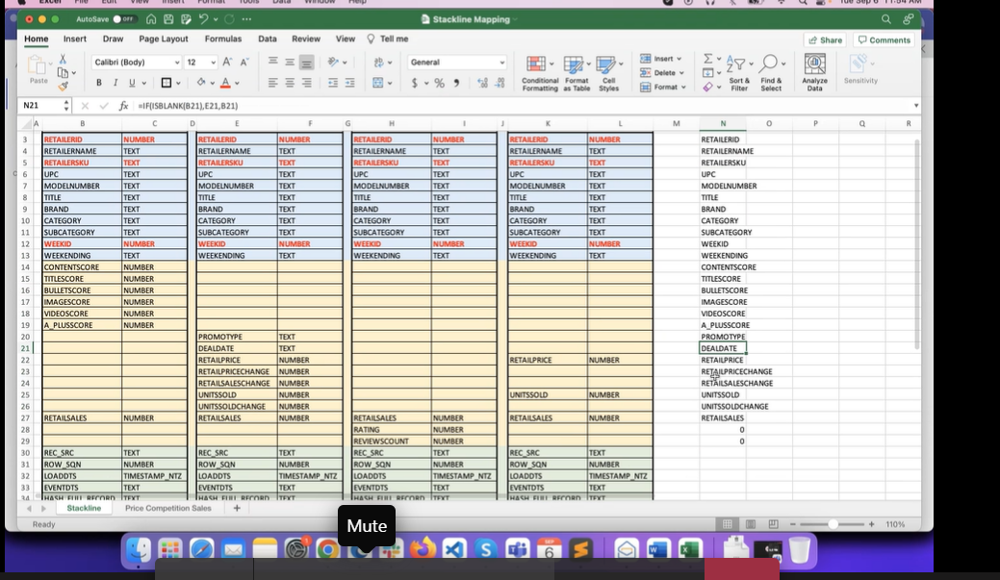 Excel File Edit View Insert Format Tools Data Window Help Tue Sep 6 11:54 AM
AutoSave OFF Stackline Mapping
Home Insert Draw Page Layout Formulas Data Review View Tell me Share Comments
Calibri (Body) 12 A A General Insert
Delete
Paste B I U A $ % Conditional Formatting Format as Table Cell Styles Format Sort & Filter Find & Select Analyze Data Sensitivity
N21 fx =IF(ISBLANK(B21),E21,B21)
A B C D E F G H I J K L M N O P Q R
3 RETAILERID NUMBER RETAILERID NUMBER RETAILERID NUMBER RETAILERID NUMBER RETAILERID
4 RETAILERNAME TEXT RETAILERNAME TEXT RETAILERNAME TEXT RETAILERNAME TEXT RETAILERNAME
5 RETAILERSKU TEXT RETAILERSKU TEXT RETAILERSKU TEXT RETAILERSKU TEXT RETAILERSKU
6 UPC TEXT UPC TEXT UPC TEXT UPC TEXT UPC
7 MODELNUMBER TEXT MODELNUMBER TEXT MODELNUMBER TEXT MODELNUMBER TEXT MODELNUMBER
8 TITLE TEXT TITLE TEXT TITLE TEXT TITLE TEXT TITLE
9 BRAND TEXT BRAND TEXT BRAND TEXT BRAND TEXT BRAND
10 CATEGORY TEXT CATEGORY TEXT CATEGORY TEXT CATEGORY TEXT CATEGORY
11 SUBCATEGORY TEXT SUBCATEGORY TEXT SUBCATEGORY TEXT SUBCATEGORY TEXT SUBCATEGORY
12 WEEKID NUMBER WEEKID NUMBER WEEKID NUMBER WEEKID NUMBER WEEKID
13 WEEKENDING TEXT WEEKENDING TEXT WEEKENDING TEXT WEEKENDING TEXT WEEKENDING
14 CONTENTSCORE NUMBER CONTENTSCORE
15 TITLESCORE NUMBER TITLESCORE
16 BULLETSCORE NUMBER BULLETSCORE
17 IMAGESCORE NUMBER IMAGESCORE
18 VIDEOSCORE NUMBER VIDEOSCORE
19 A_PLUSSCORE NUMBER A_PLUSSCORE
20 PROMOTYPE TEXT PROMOTYPE
21 DEALDATE TEXT DEALDATE
22 RETAILPRICE NUMBER RETAILPRICE NUMBER RETAILPRICE
23 RETAILPRICECHANGE NUMBER RETAILPRICECHANGE
24 RETAILSALESCHANGE NUMBER RETAILSALESCHANGE
25 UNITSSOLD NUMBER UNITSSOLD NUMBER UNITSSOLD
26 UNITSSOLDCHANGE NUMBER UNITSSOLDCHANGE
27 RETAILSALES NUMBER RETAILSALES NUMBER RETAILSALES NUMBER RETAILSALES NUMBER RETAILSALES
28 RATING NUMBER 0
29 REVIEWSCOUNT NUMBER 0
30 REC_SRC TEXT REC_SRC TEXT REC_SRC TEXT REC_SRC TEXT
31 ROW_SQN NUMBER ROW_SQN NUMBER ROW_SQN NUMBER ROW_SQN NUMBER
32 LOADDTS TIMESTAMP_NTZ LOADDTS TIMESTAMP_NTZ LOADDTS TIMESTAMP_NTZ LOADDTS TIMESTAMP_NTZ
33 EVENTDTS TEXT EVENTDTS TEXT EVENTDTS TEXT EVENTDTS TEXT
34 HASH_FULL_RECORD TEXT HASH_FULL_RECORD TEXT HASH_FULL_RECORD TEXT HASH_FULL_RECORD TEXT
Stackline Price Competition Sales +
Ready 110%
Mute